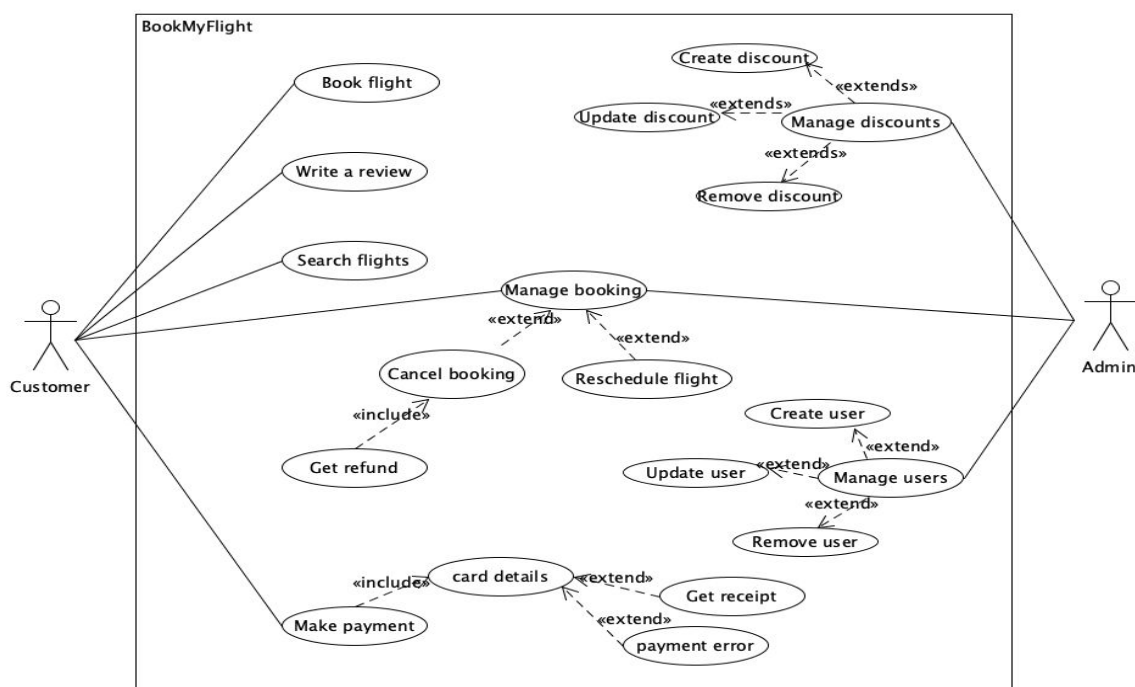 BookMyFlight
Create discount
Book flight
«extends»
«extends»
Update discount
Manage discounts
«extends»
Write a review
Remove discount
Search flights
Manage booking
«extend»
«extend»
Customer
Admin
Cancel booking
Reschedule flight
«include»
Create user
«extend»
Get refund
Update user
«extend»
Manage users
«extend»
Remove user
«include»
card details
«extend»
Get receipt
«extend»
Make payment
payment error